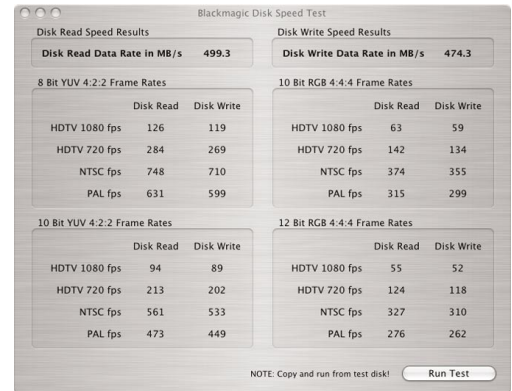 Blackmagic Disk Speed Test
Disk Read Speed Results
Disk Read Data Rate in MB/s 499.3
Disk Write Speed Results
Disk Write Data Rate in MB/s 474.3
8 Bit YUV 4:2:2 Frame Rates
Disk Read Disk Write
HDTV 1080 fps 126 119
HDTV 720 fps 284 269
NTSC fps 748 710
PAL fps 631 599
10 Bit RGB 4:4:4 Frame Rates
Disk Read Disk Write
HDTV 1080 fps 63 59
HDTV 720 fps 142 134
NTSC fps 374 355
PAL fps 315 299
10 Bit YUV 4:2:2 Frame Rates
Disk Read Disk Write
HDTV 1080 fps 94 89
HDTV 720 fps 213 202
NTSC fps 561 533
PAL fps 473 449
12 Bit RGB 4:4:4 Frame Rates
Disk Read Disk Write
HDTV 1080 fps 55 52
HDTV 720 fps 124 118
NTSC fps 327 310
PAL fps 276 262
NOTE: Copy and run from test disk! Run Test